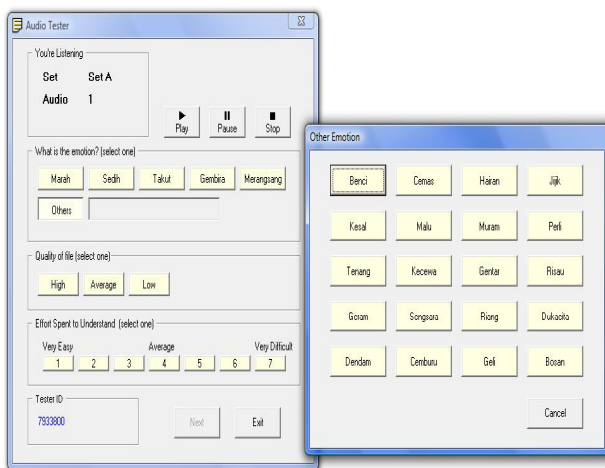 Audio Tester
You're Listening
Set Set A
Audio 1
Play Pause Stop
What is the emotion? (select one)
Marah Sedih Takut Gembira Merangsang
Others
Quality of file (select one)
High Average Low
Effort Spent to Understand (select one)
Very Easy Average Very Difficult
1 2 3 4 5 6 7
Tester ID
7933800
Next Exit
Other Emotion
Benci Cemas Hairan Jijik
Kesal Malu Muram Perli
Tenang Kecewa Gentar Risau
Geram Sengsara Riang Dukacita
Dendam Cemburu Geli Bosan
Cancel